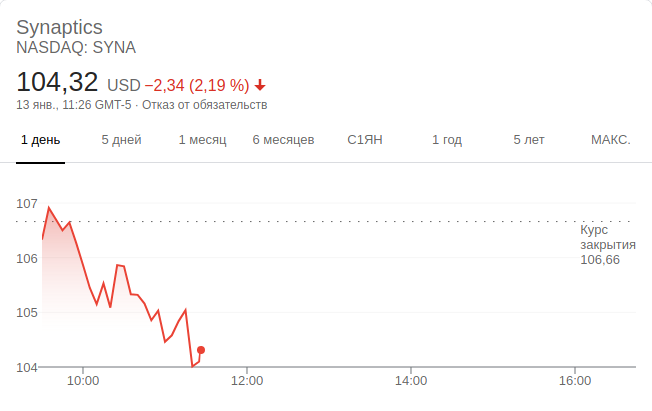 Synaptics
NASDAQ: SYNA
104,32 USD −2,34 (2,19 %)
13 янв., 11:26 GMT-5 · Отказ от обязательств
1 день 5 дней 1 месяц 6 месяцев С1ЯН 1 год 5 лет МАКС.
107
106
105
104
Курс
закрытия
106,66
10:00 12:00 14:00 16:00